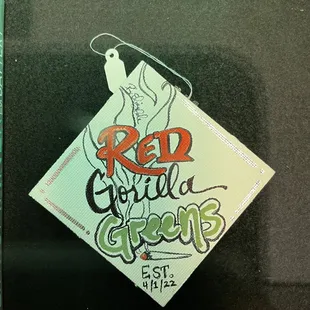 RED
Gorilla
Greens
EST.
4/1/22